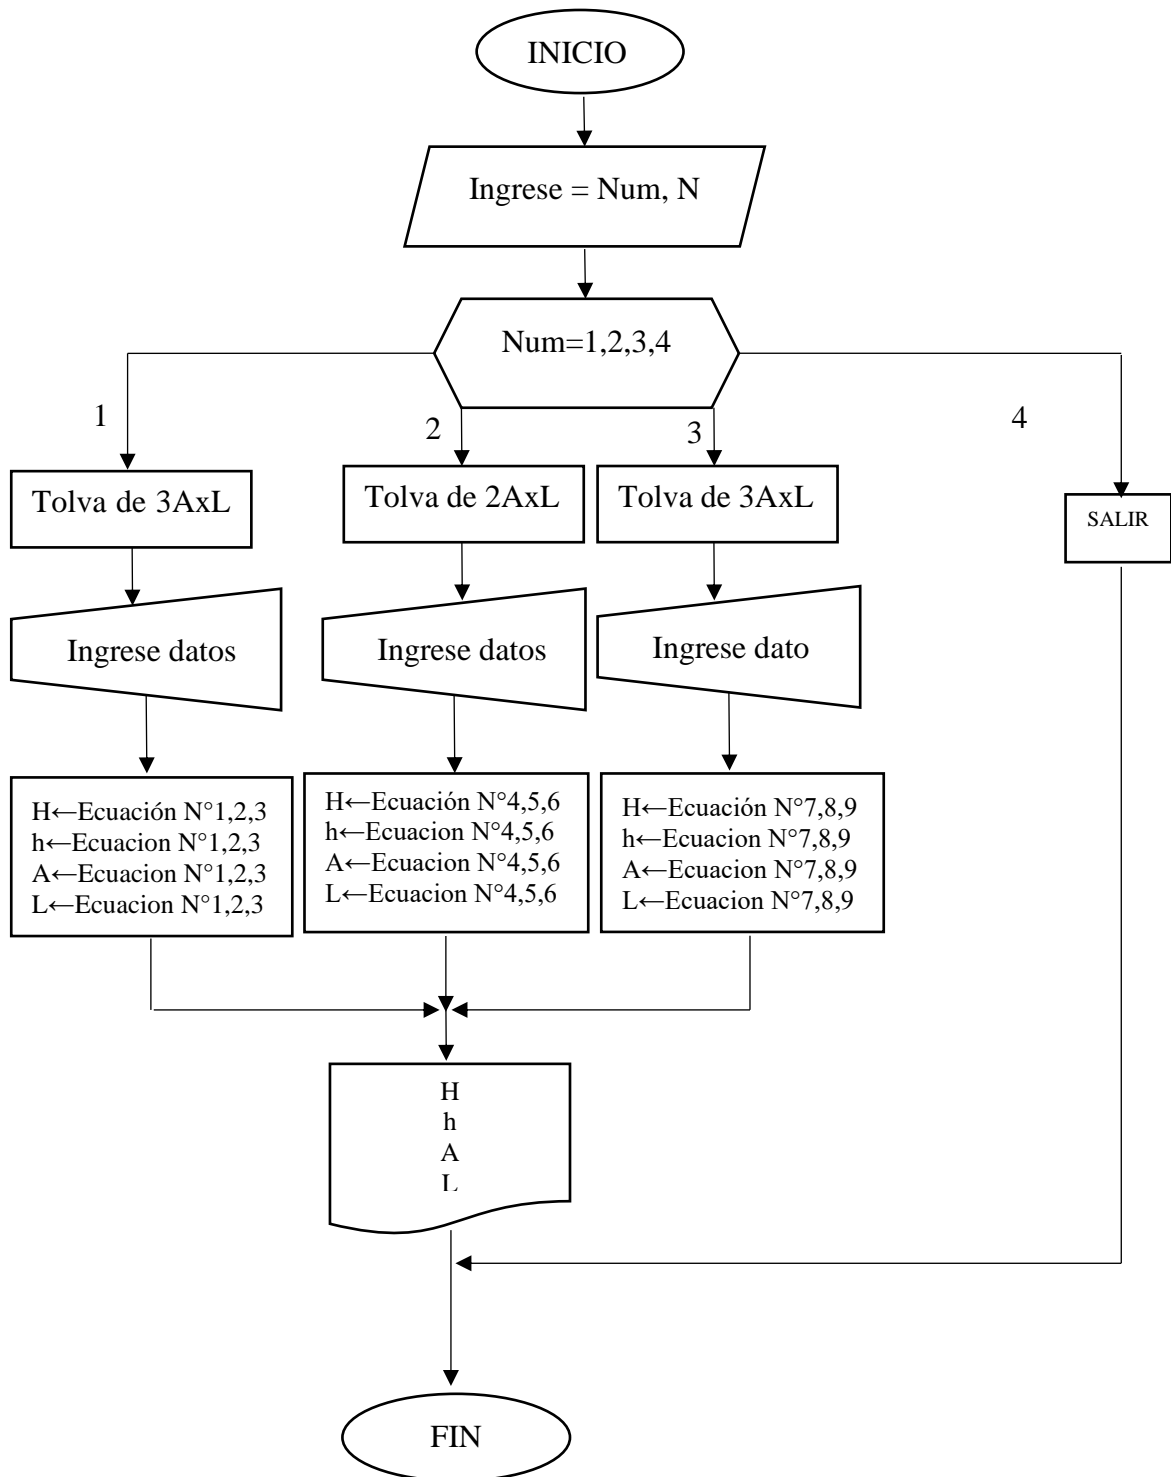 INICIO
Ingrese = Num, N
Num=1,2,3,4
1
2
3
4
Tolva de 3AxL
Tolva de 2AxL
Tolva de 3AxL
SALIR
Ingrese datos
Ingrese datos
Ingrese dato
H←Ecuación N°1,2,3
h←Ecuacion N°1,2,3
A←Ecuacion N°1,2,3
L←Ecuacion N°1,2,3
H←Ecuación N°4,5,6
h←Ecuacion N°4,5,6
A←Ecuacion N°4,5,6
L←Ecuacion N°4,5,6
H←Ecuación N°7,8,9
h←Ecuacion N°7,8,9
A←Ecuacion N°7,8,9
L←Ecuacion N°7,8,9
H
h
A
L
FIN